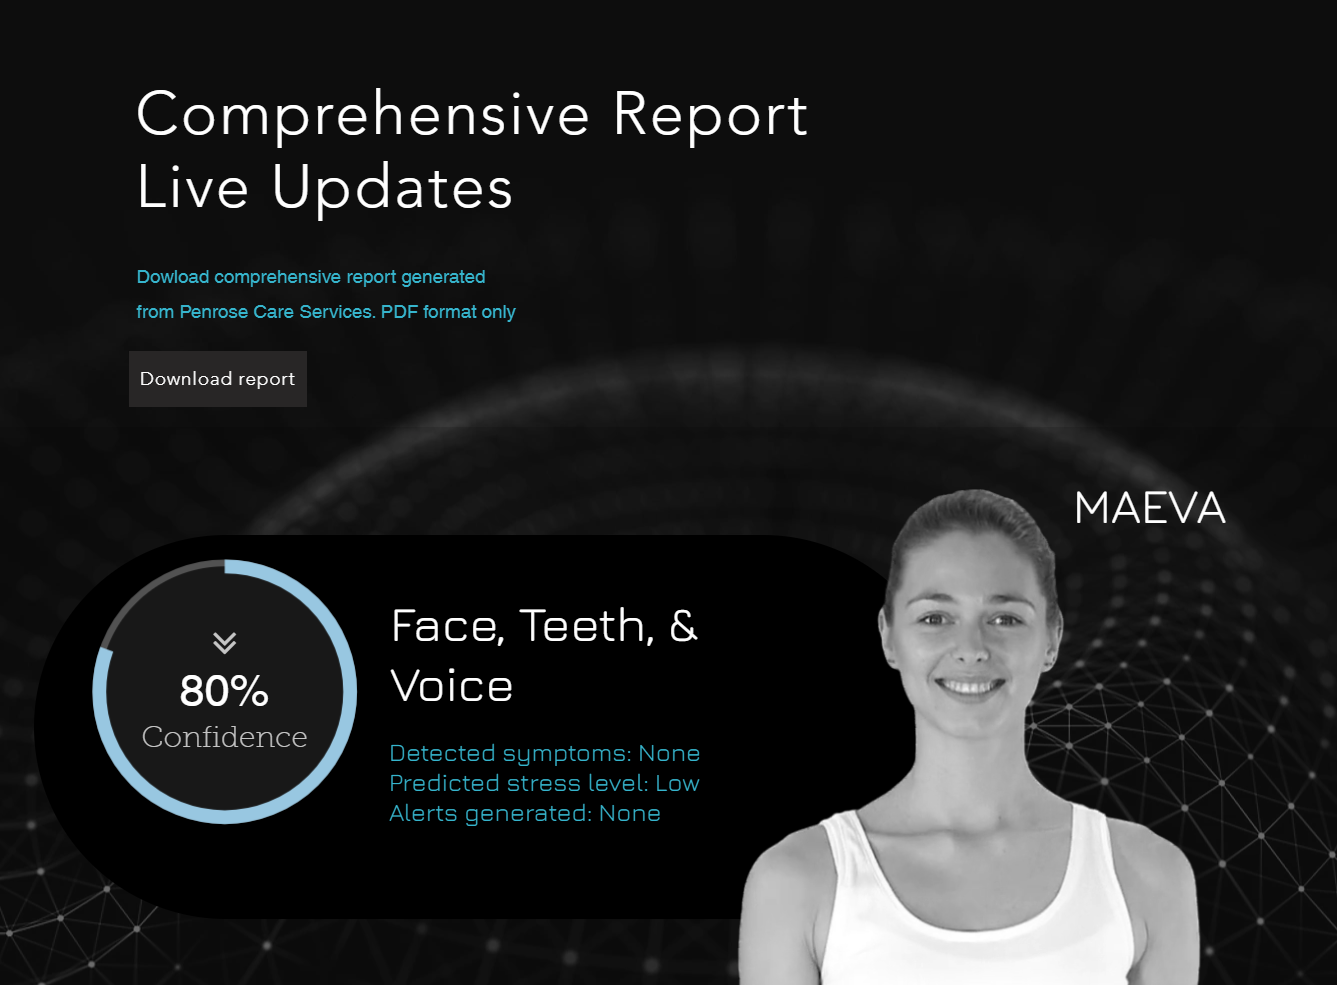 Comprehensive Report
Live Updates
Dowload comprehensive report generated
from Penrose Care Services. PDF format only
Download report
MAEVA
80%
Confidence
Face, Teeth, &
Voice
Detected symptoms: None
Predicted stress level: Low
Alerts generated: None